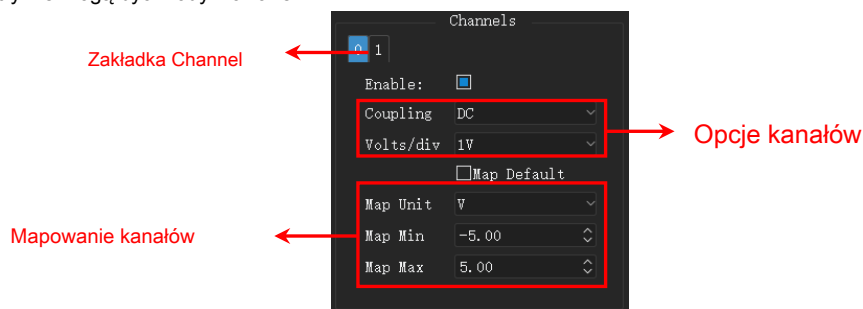 Channels
Zakładka Channel
0 1
Enable:
Coupling DC
Volts/div 1V
Opcje kanałów
Map Default
Map Unit V
Mapowanie kanałów
Map Min -5.00
Map Max 5.00